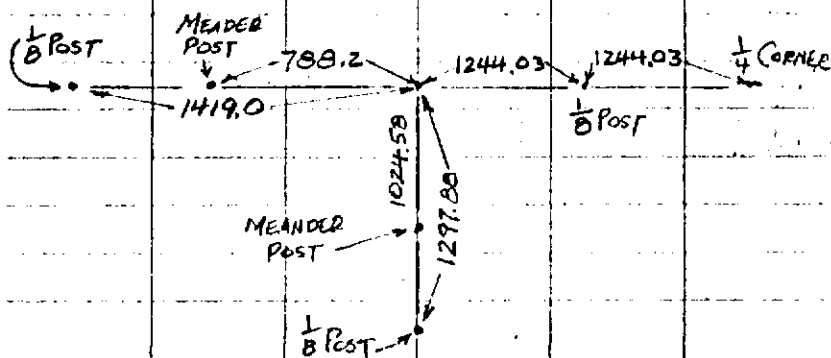 1/8 POST
MEADER
POST
788.2
1419.0
1244.03
1244.03
1/4 CORNER
1/8 POST
1024.58
1297.88
MEANDER
POST
1/8 POST